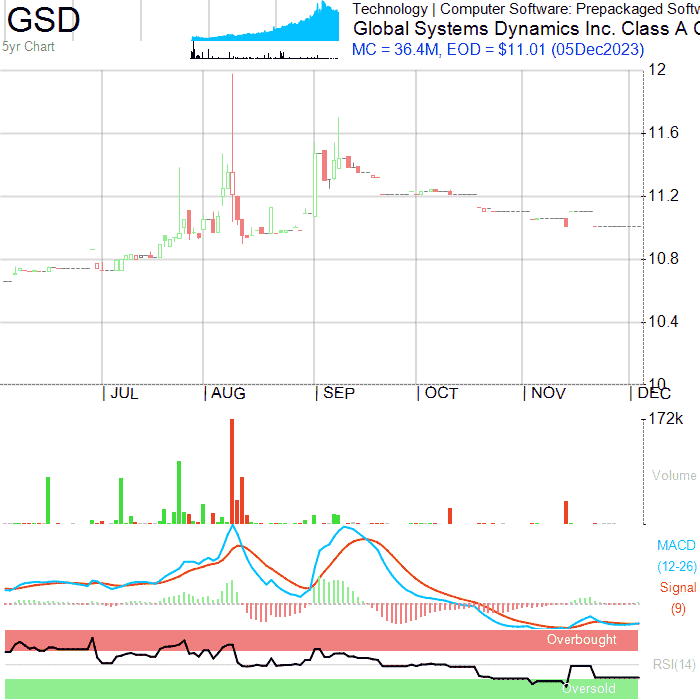 GSD
5yr Chart
Technology | Computer Software: Prepackaged Softwa
Global Systems Dynamics Inc. Class A C
MC = 36.4M, EOD = $11.01 (05Dec2023)
12
11.6
11.2
10.8
10.4
10
JUL
AUG
SEP
OCT
NOV
DEC
172k
Volume
MACD
(12-26)
Signal
(9)
Overbought
RSI(14)
Oversold